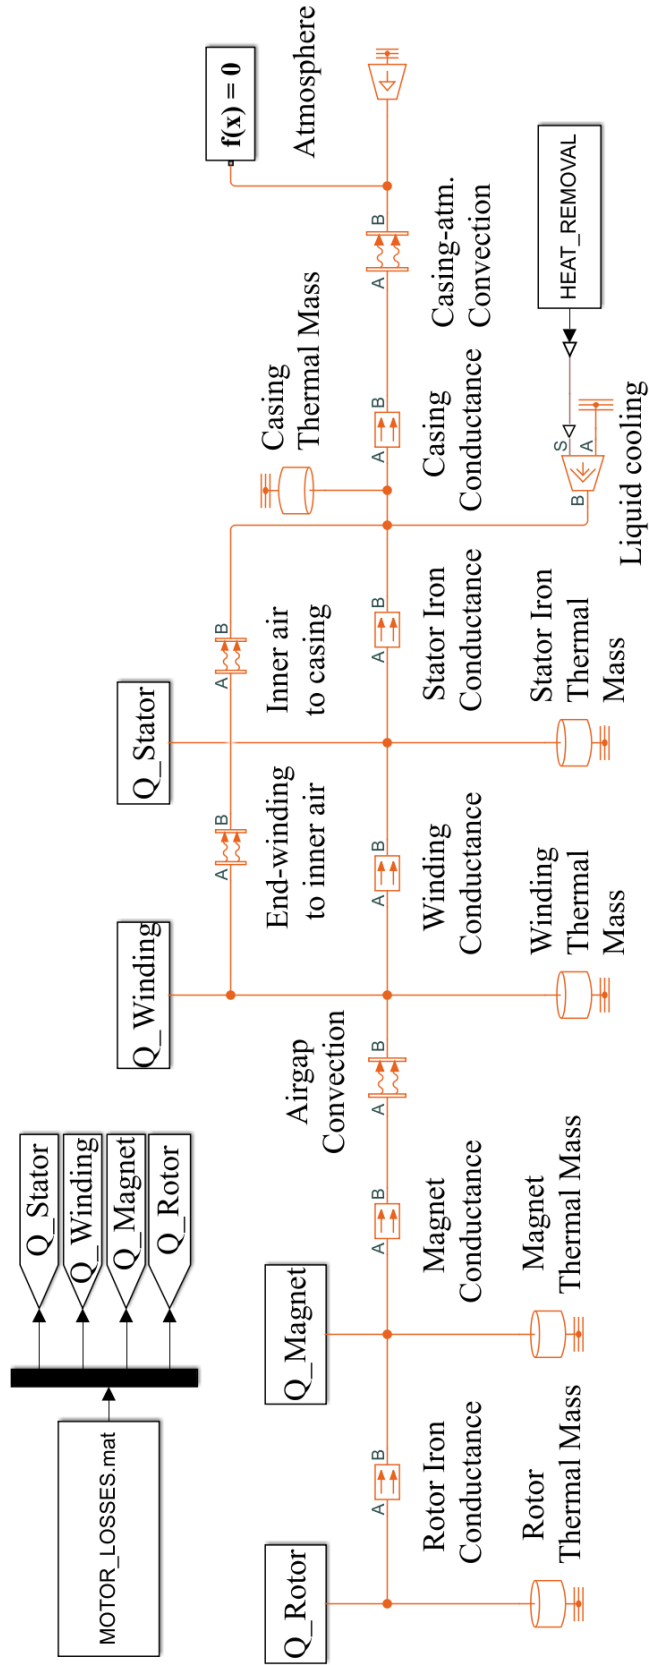 MOTOR_LOSSES.mat
Q_Stator
Q_Winding
Q_Magnet
Q_Rotor
Q_Rotor
Q_Magnet
Q_Winding
Q_Stator
f(x) = 0
A
B
Rotor Iron
Conductance
Rotor
Thermal Mass
A
B
Magnet
Conductance
Magnet
Thermal Mass
A
B
Airgap
Convection
A
B
End-winding
to inner air
A
B
Inner air
to casing
A
B
Winding
Conductance
Winding
Thermal
Mass
A
B
Stator Iron
Conductance
Stator Iron
Thermal
Mass
Casing
Thermal Mass
A
B
Casing
Conductance
A
B
Casing-atm.
Convection
Atmosphere
B
S
A
Liquid cooling
HEAT_REMOVAL